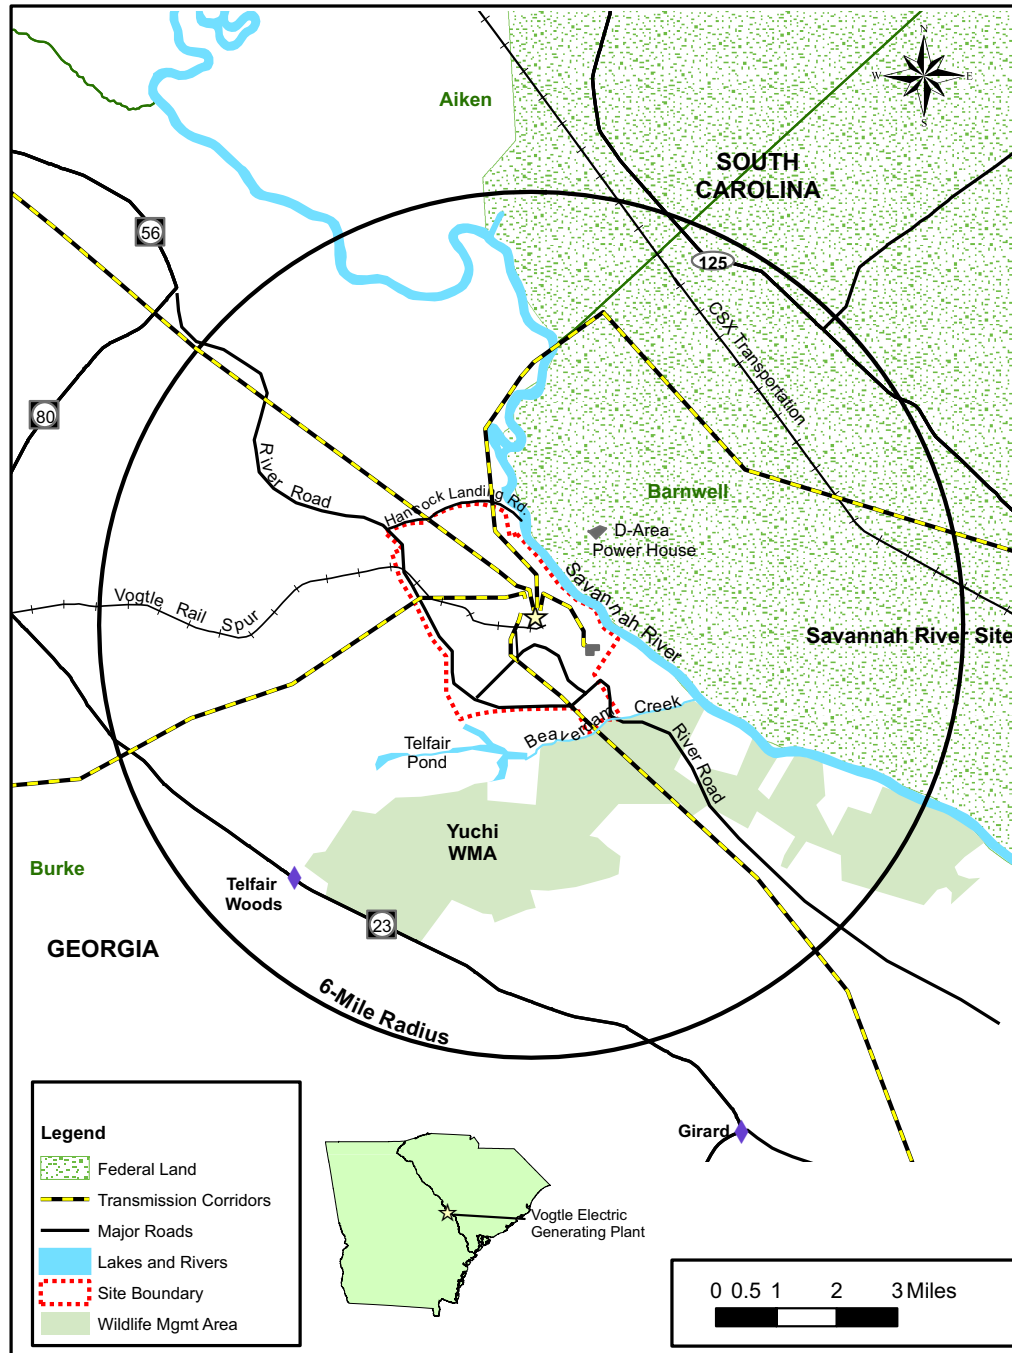 N
W
E
S
Aiken
SOUTH
CAROLINA
56
125
CSX Transportation
80
River Road
Hancock Landing Rd.
Barnwell
D-Area
Power House
Savannah River
Vogtle Rail Spur
Savannah River Site
Beaverdam Creek
Telfair
Pond
River Road
Yuchi
WMA
Burke
Telfair
Woods
23
GEORGIA
6-Mile Radius
Girard
Legend
Federal Land
Transmission Corridors
Major Roads
Lakes and Rivers
Site Boundary
Wildlife Mgmt Area
Vogtle Electric
Generating Plant
0 0.5 1 2 3 Miles